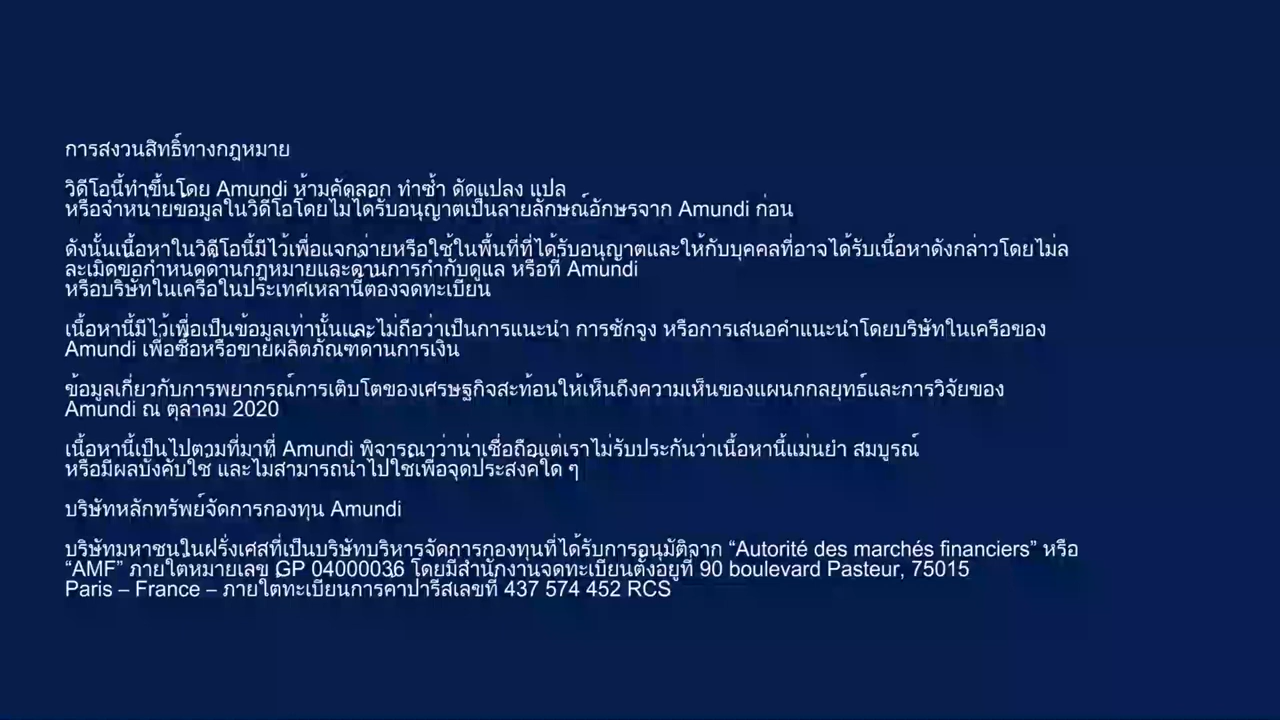 การสงวนสิทธิ์ทางกฎหมาย
วิดีโอนี้ทำขึ้นโดย Amundi ห้ามคัดลอก ทำซ้ำ ดัดแปลง แปล
หรือจำหน่ายข้อมูลในวิดีโอโดยไม่ได้รับอนุญาตเป็นลายลักษณ์อักษรจาก Amundi ก่อน
ดังนั้นเนื้อหาในวิดีโอนี้มีไว้เพื่อแจกจ่ายหรือใช้ในพื้นที่ที่ได้รับอนุญาตและให้กับบุคคลที่อาจได้รับเนื้อหาดังกล่าวโดยไม่ล
ละเมิดข้อกำหนดด้านกฎหมายและด้านการกำกับดูแล หรือที่ Amundi
หรือบริษัทในเครือในประเทศเหล่านี้ต้องจดทะเบียน
เนื้อหานี้มีไว้เพื่อเป็นข้อมูลเท่านั้นและไม่ถือว่าเป็นการแนะนำ การชักจูง หรือการเสนอคำแนะนำโดยบริษัทในเครือของ
Amundi เพื่อซื้อหรือขายผลิตภัณฑ์ด้านการเงิน
ข้อมูลเกี่ยวกับการพยากรณ์การเติบโตของเศรษฐกิจสะท้อนให้เห็นถึงความเห็นของแผนกกลยุทธ์และการวิจัยของ
Amundi ณ ตุลาคม 2020
เนื้อหานี้เป็นไปตามที่มาที่ Amundi พิจารณาว่าน่าเชื่อถือแต่เราไม่รับประกันว่าเนื้อหานี้แม่นยำ สมบูรณ์
หรือมีผลบังคับใช้ และไม่สามารถนำไปใช้เพื่อจุดประสงค์ใด ๆ
บริษัทหลักทรัพย์จัดการกองทุน Amundi
บริษัทมหาชนในฝรั่งเศสที่เป็นบริษัทบริหารจัดการกองทุนที่ได้รับการอนุมัติจาก “Autorité des marchés financiers” หรือ
“AMF” ภายใต้หมายเลข GP 04000036 โดยมีสำนักงานจดทะเบียนตั้งอยู่ที่ 90 boulevard Pasteur, 75015
Paris – France – ภายใต้ทะเบียนการค้าปารีสเลขที่ 437 574 452 RCS